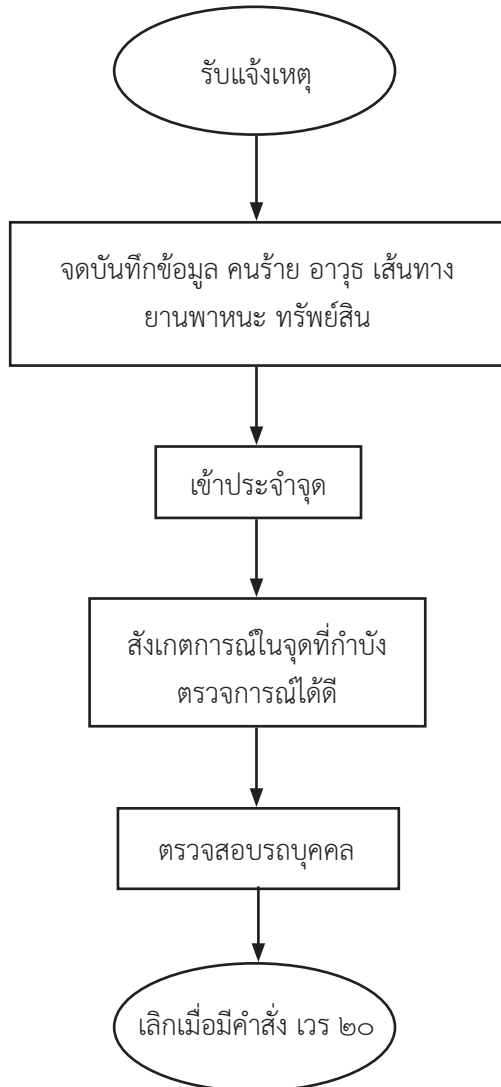 รับแจ้งเหตุ
จดบันทึกข้อมูล คนร้าย อาวุธ เส้นทาง
ยานพาหนะ ทรัพย์สิน
เข้าประจำจุด
สังเกตการณ์ในจุดที่กำบัง
ตรวจการณ์ได้ดี
ตรวจสอบรถบุคคล
เลิกเมื่อมีคำสั่ง เวร ๒๐